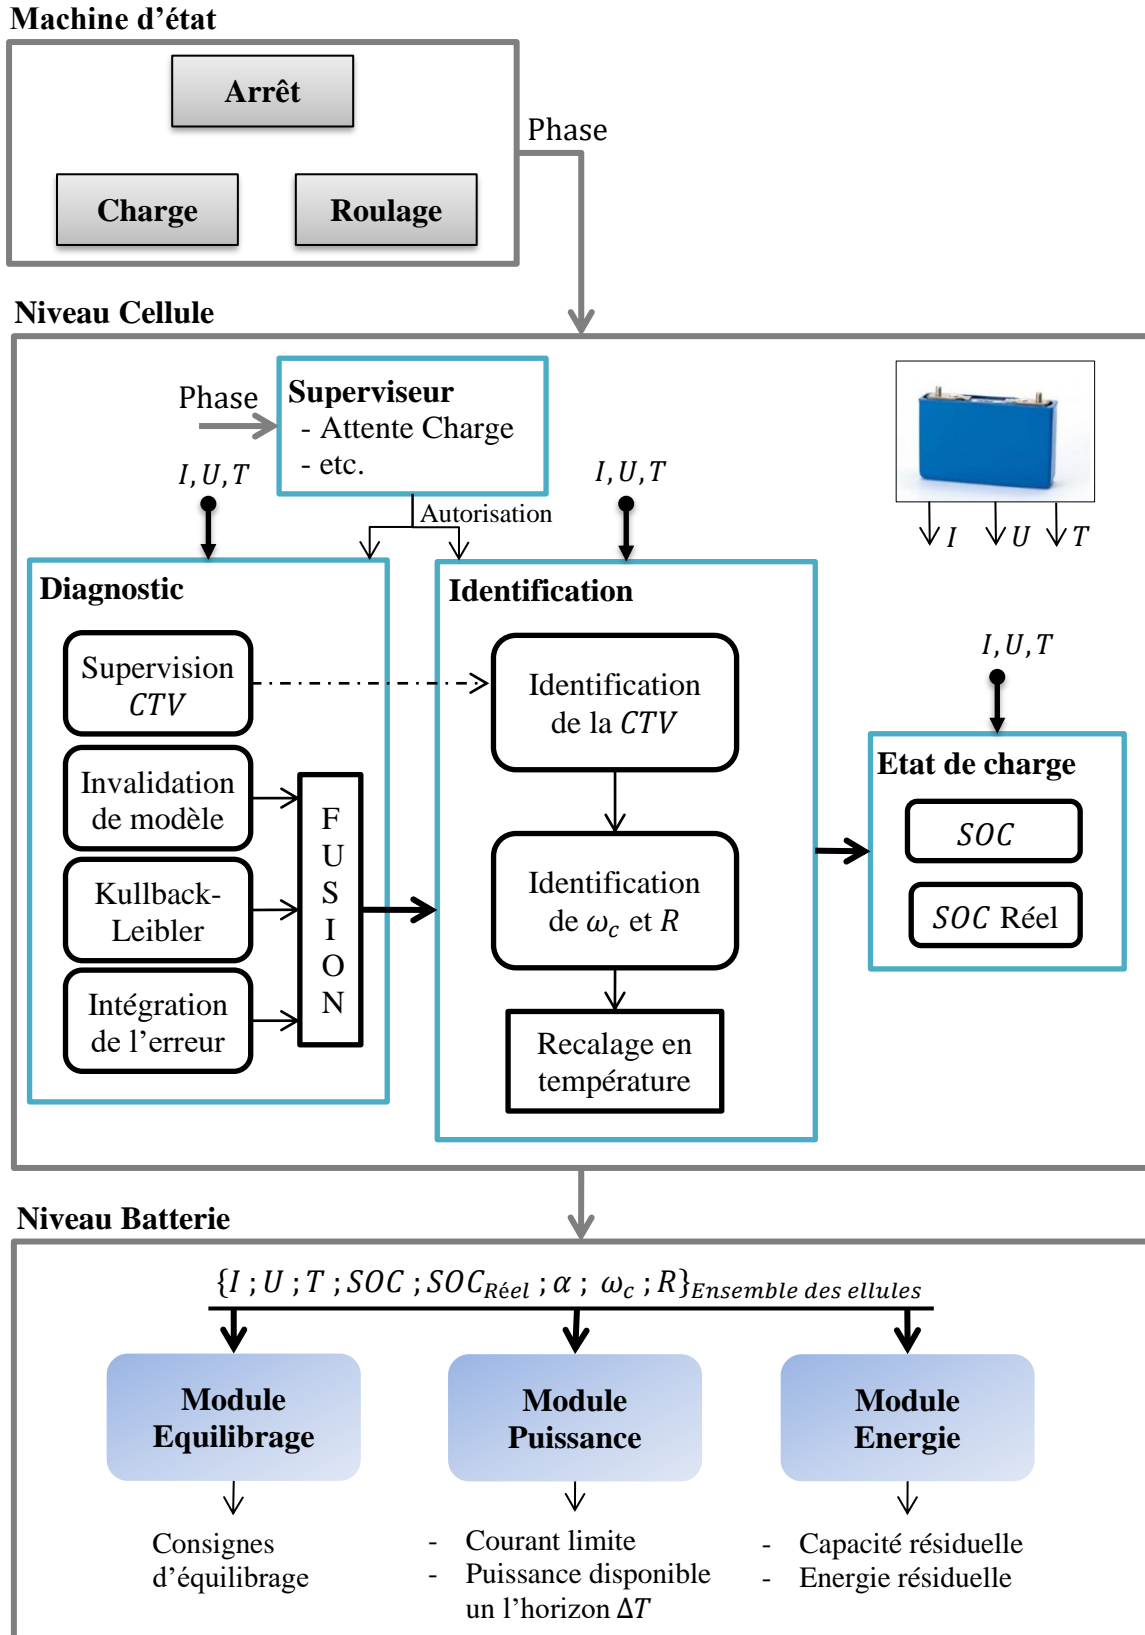 Machine d’état
Arrêt
Phase
Charge
Roulage
Niveau Cellule
Phase
Superviseur
- Attente Charge
- etc.
I, U, T
I, U, T
Autorisation
I
U
T
Diagnostic
Identification
Supervision
CTV
Identification
de la CTV
I, U, T
Invalidation
de modèle
Etat de charge
FUSION
SOC
Kullback-
Leibler
Identification
de ω𝑐 et R
SOC Réel
Intégration
de l’erreur
Recalage en
température
Niveau Batterie
{I ; U ; T ; SOC ; SOC_Réel ; α ; ω𝑐 ; R}_Ensemble des ellules
Module
Equilibrage
Module
Puissance
Module
Energie
Consignes
d’équilibrage
- Courant limite
- Puissance disponible
un l’horizon ΔT
- Capacité résiduelle
- Energie résiduelle